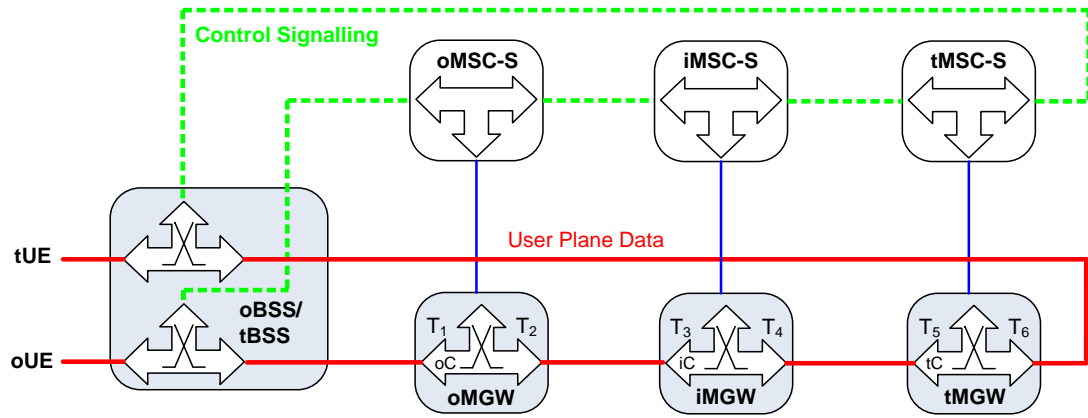 Control Signalling
oMSC-S
iMSC-S
tMSC-S
User Plane Data
tUE
oBSS/
tBSS
T1
T2
T3
T4
T5
T6
oUE
oC
iC
tC
oMGW
iMGW
tMGW